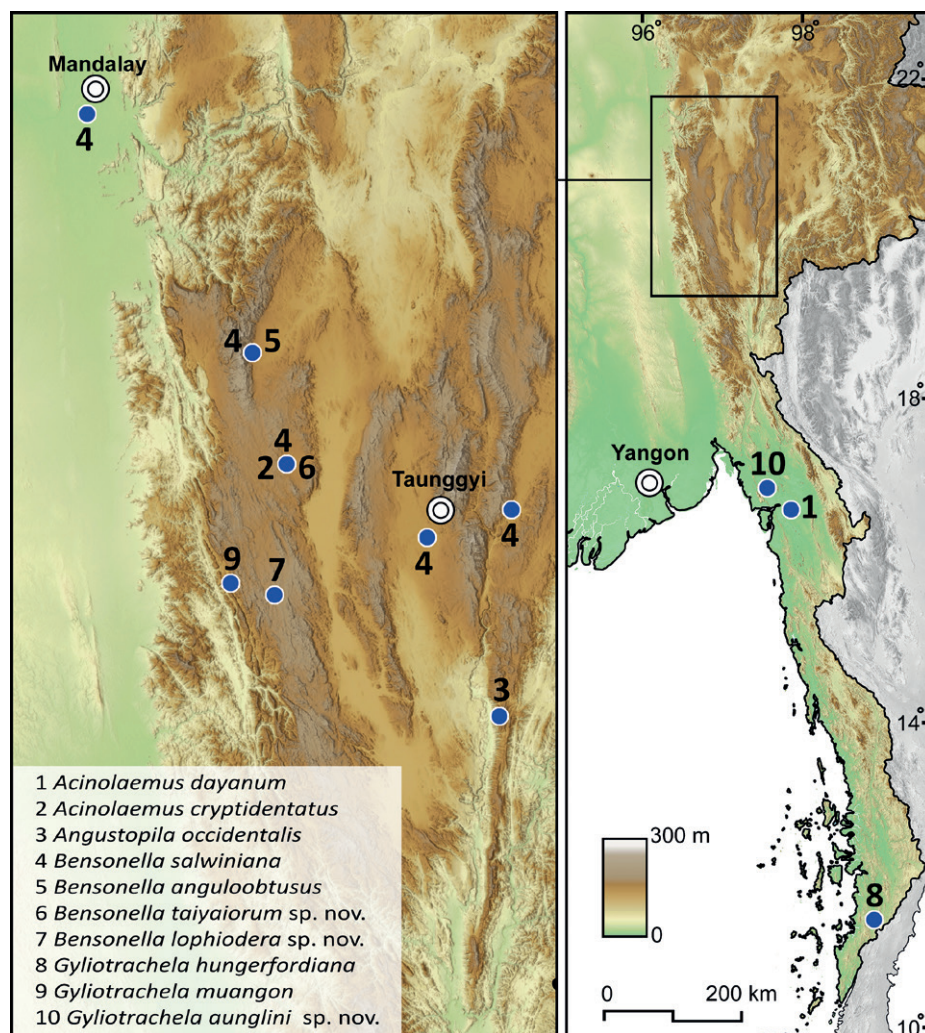 Mandalay
4
4 5
4
2 6
Taunggyi
4
4
9
7
3
1 Acinolaemus dayanum
2 Acinolaemus cryptidentatus
3 Angustopila occidentalis
4 Bensonella salwiniana
5 Bensonella anguloobtusus
6 Bensonella taiyaiorum sp. nov.
7 Bensonella lophiodera sp. nov.
8 Gyliotrachela hungerfordiana
9 Gyliotrachela muangon
10 Gyliotrachela aunglini sp. nov.
96° 98°
22°
18°
Yangon
10
1
14°
300 m
0
8
0 200 km
10°